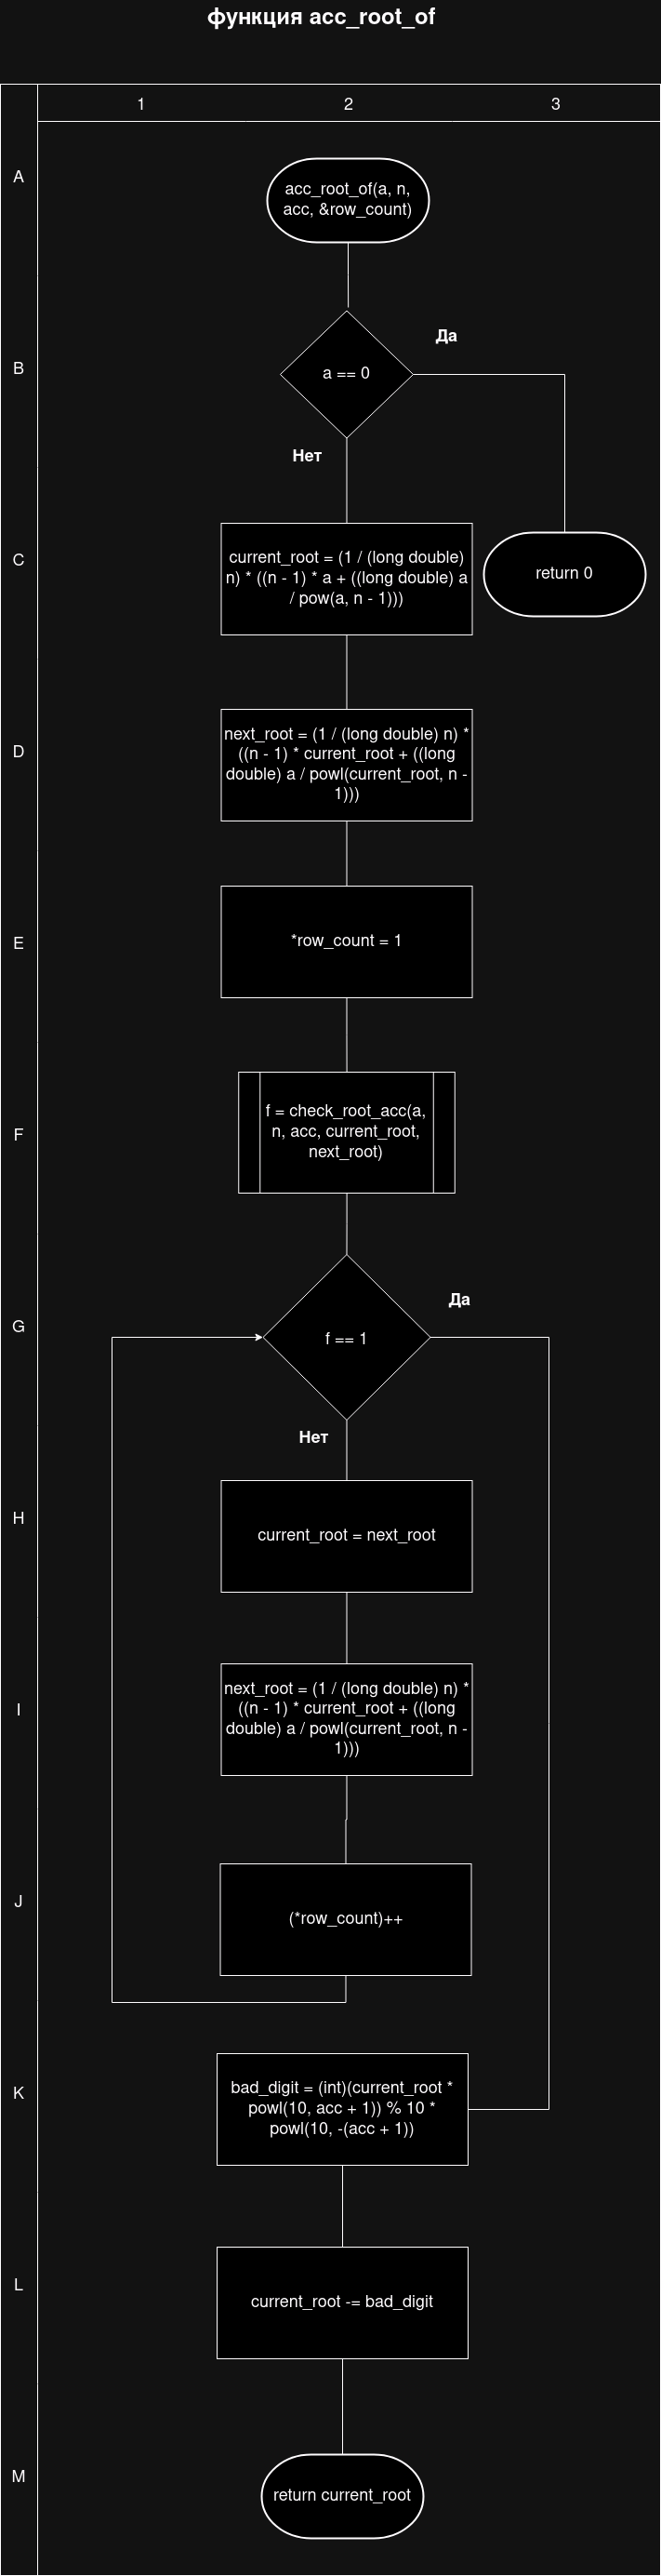 функция acc_root_of
1 2 3
A
acc_root_of(a, n,
acc, &row_count)
B
Да
a == 0
Нет
C
current_root = (1 / (long double)
n) * ((n - 1) * a + ((long double) a
/ pow(a, n - 1)))
return 0
D
next_root = (1 / (long double) n) *
((n - 1) * current_root + ((long
double) a / powl(current_root, n -
1)))
E
*row_count = 1
F
f = check_root_acc(a,
n, acc, current_root,
next_root)
G
Да
f == 1
Нет
H
current_root = next_root
I
next_root = (1 / (long double) n) *
((n - 1) * current_root + ((long
double) a / powl(current_root, n -
1)))
J
(*row_count)++
K
bad_digit = (int)(current_root *
powl(10, acc + 1)) % 10 *
powl(10, -(acc + 1))
L
current_root -= bad_digit
M
return current_root